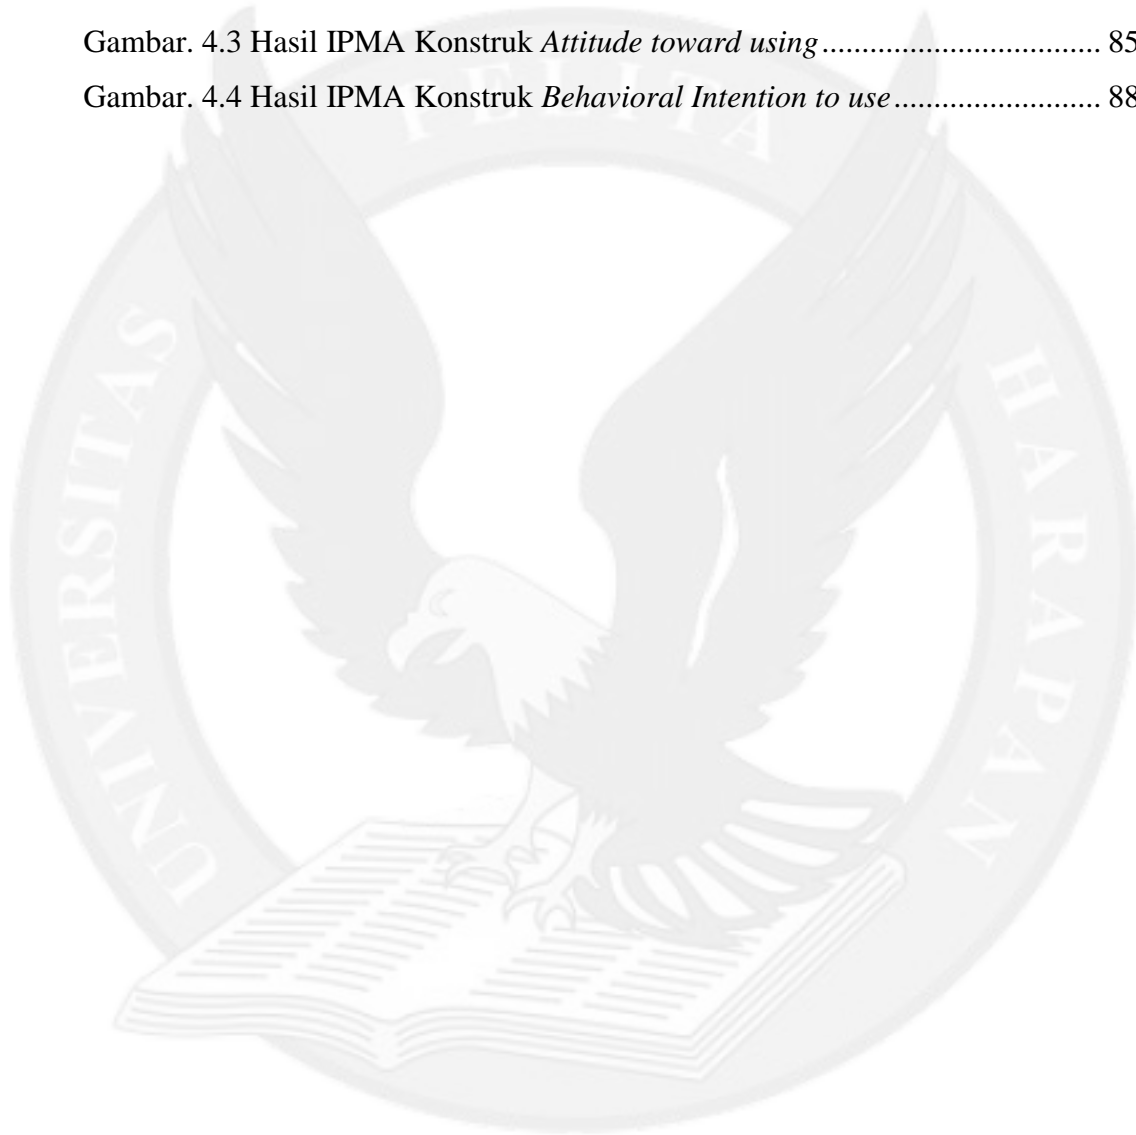 Gambar. 4.3 Hasil IPMA Konstruk Attitude toward using................................... 85
Gambar. 4.4 Hasil IPMA Konstruk Behavioral Intention to use.......................... 88
UNIVERSITAS PELITA HARAPAN